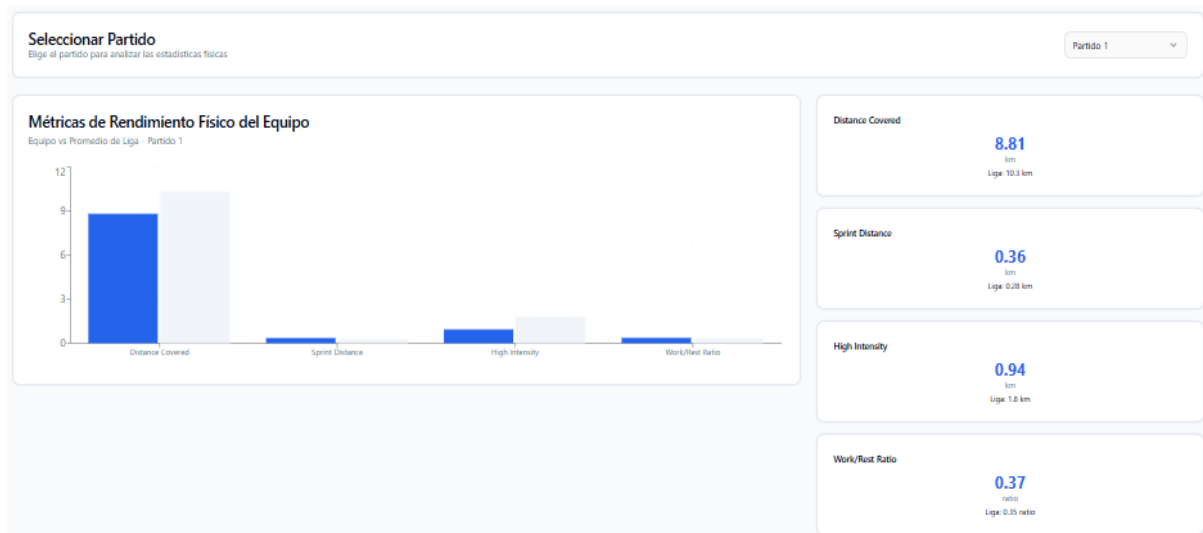 Seleccionar Partido
Elige el partido para analizar las estadísticas físicas
Partido 1
Métricas de Rendimiento Físico del Equipo
Equipo vs Promedio de Liga · Partido 1
12
9
6
3
0
Distance Covered
Sprint Distance
High Intensity
Work/Rest Ratio
Distance Covered
8.81
km
Liga: 10.3 km
Sprint Distance
0.36
km
Liga: 0.28 km
High Intensity
0.94
km
Liga: 1.8 km
Work/Rest Ratio
0.37
ratio
Liga: 0.35 ratio